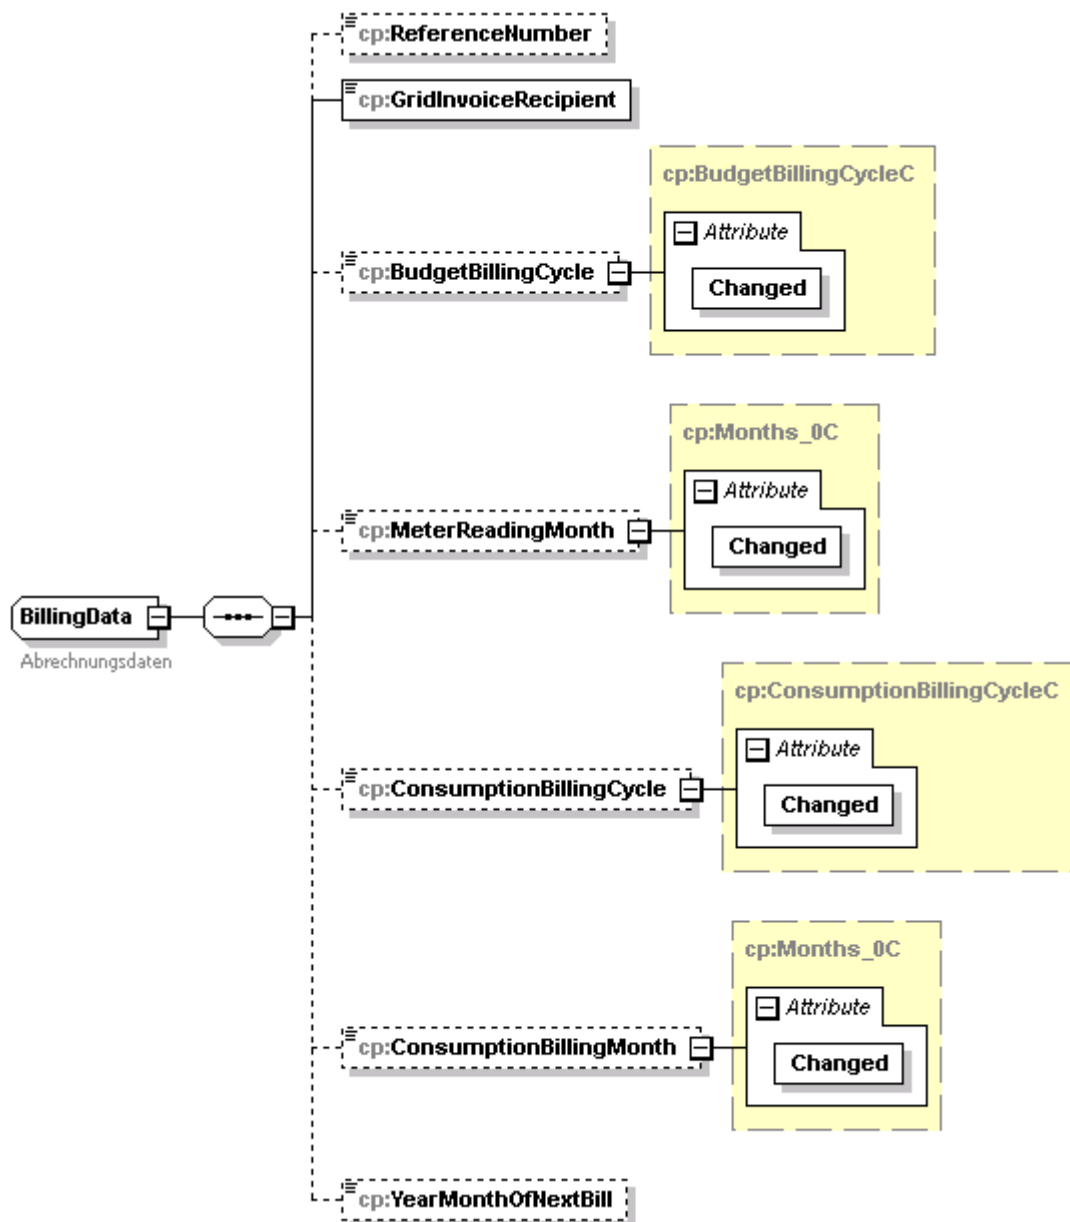 cp:ReferenceNumber
cp:GridInvoiceRecipient
cp:BudgetBillingCycleC
Attribute
cp:BudgetBillingCycle
Changed
cp:Months_0C
Attribute
cp:MeterReadingMonth
Changed
BillingData
Abrechnungsdaten
cp:ConsumptionBillingCycleC
Attribute
cp:ConsumptionBillingCycle
Changed
cp:Months_0C
Attribute
cp:ConsumptionBillingMonth
Changed
cp:YearMonthOfNextBill